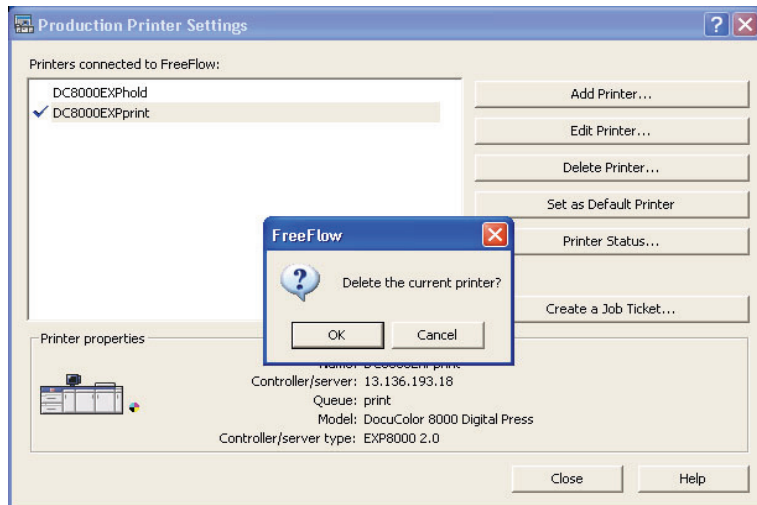 Production Printer Settings
Printers connected to FreeFlow:
DC8000EXPhold
DC8000EXPprint
Add Printer...
Edit Printer...
Delete Printer...
Set as Default Printer
Printer Status...
Create a Job Ticket...
FreeFlow
Delete the current printer?
OK Cancel
Printer properties
Name: DC8000EXPprint
Controller/server: 13.136.193.18
Queue: print
Model: DocuColor 8000 Digital Press
Controller/server type: EXP8000 2.0
Close Help